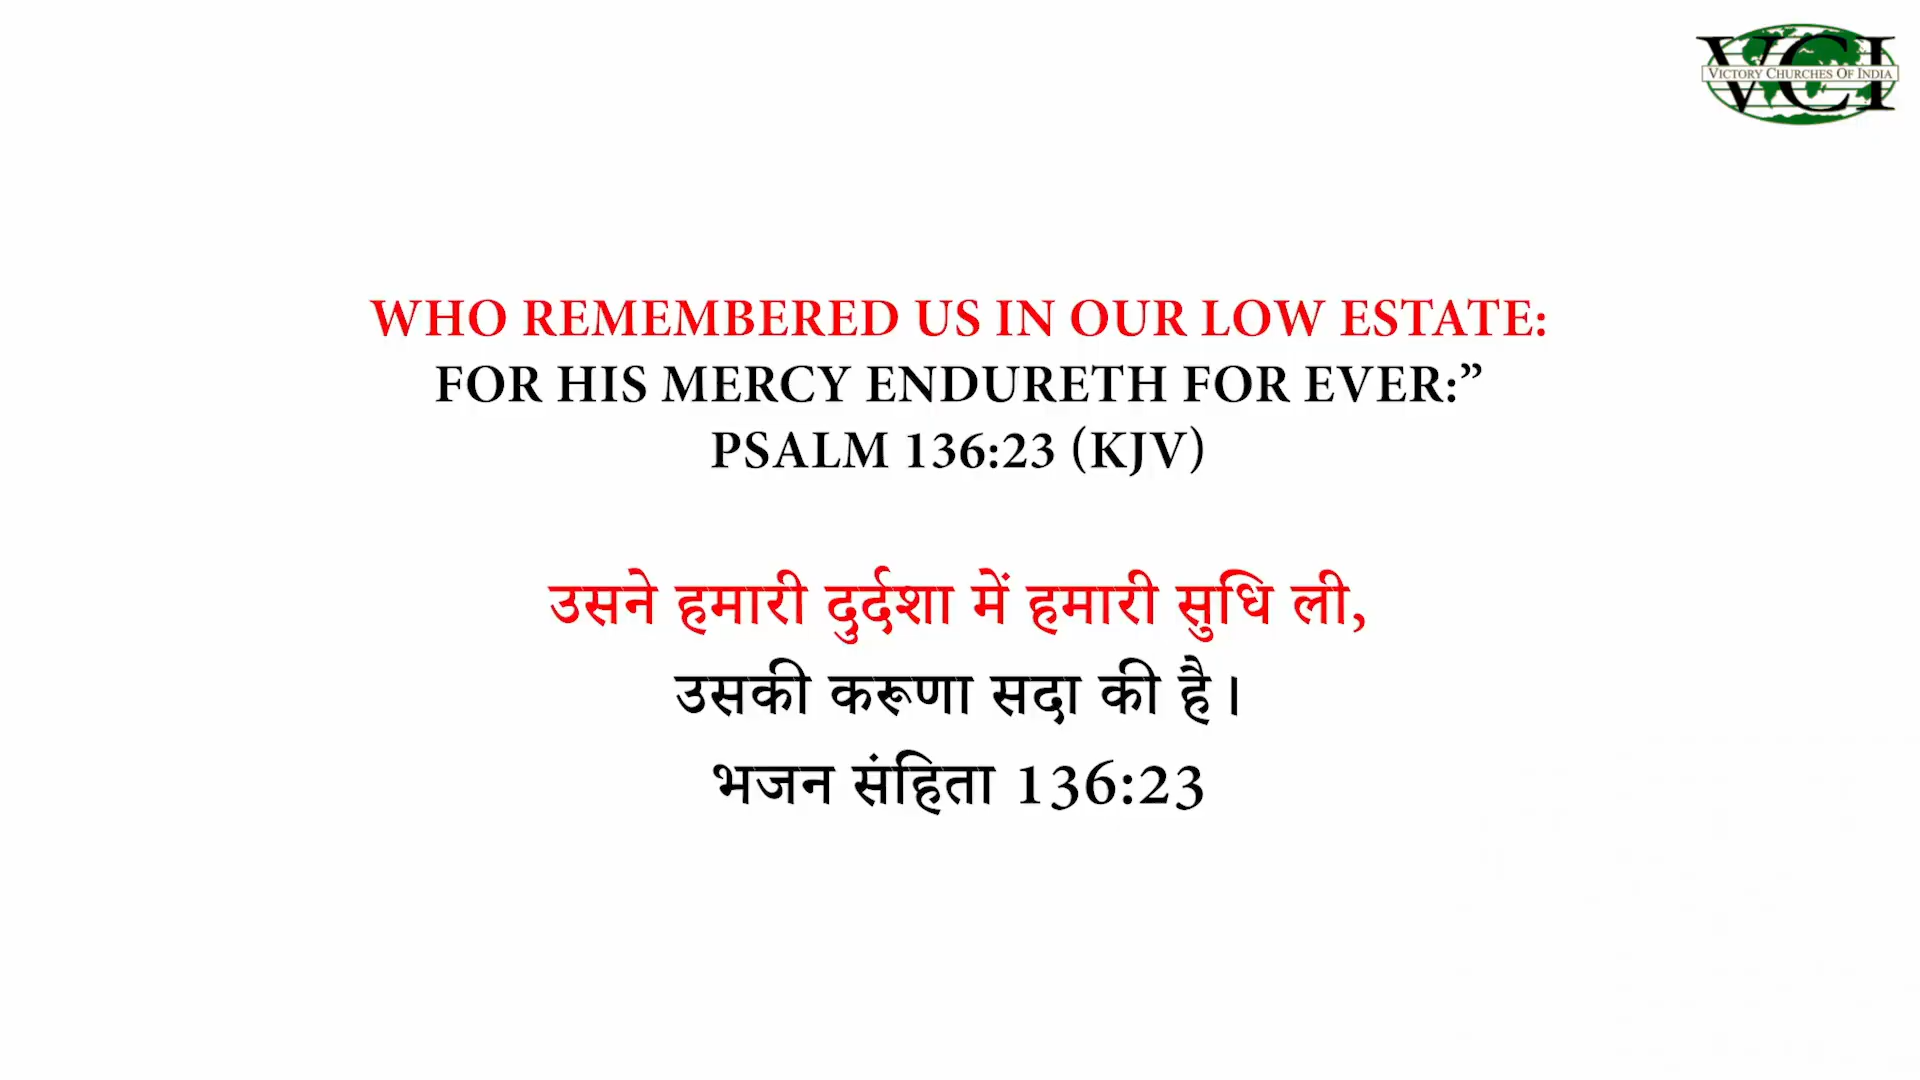 VCI
VICTORY CHURCHES OF INDIA
WHO REMEMBERED US IN OUR LOW ESTATE:
FOR HIS MERCY ENDURETH FOR EVER:”
PSALM 136:23 (KJV)
उसने हमारी दुर्दशा में हमारी सुधि ली,
उसकी करूणा सदा की है।
भजन संहिता 136:23